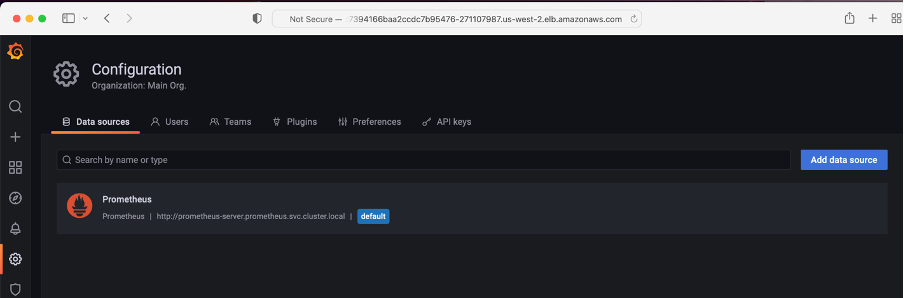 Not Secure — 7394166baa2ccdc7b95476-271107987.us-west-2.elb.amazonaws.com
Configuration
Organization: Main Org.
Data sources Users Teams Plugins Preferences API keys
Search by name or type Add data source
Prometheus
Prometheus | http://prometheus-server.prometheus.svc.cluster.local | default